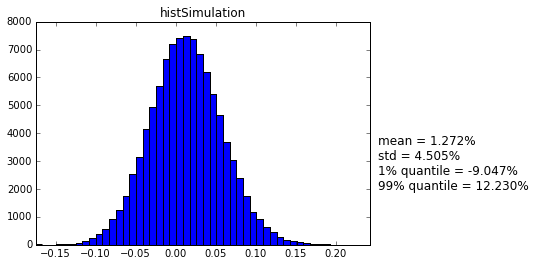 histSimulation
8000
7000
6000
5000
4000
3000
2000
1000
0
−0.15 −0.10 −0.05 0.00 0.05 0.10 0.15 0.20
mean = 1.272%
std = 4.505%
1% quantile = -9.047%
99% quantile = 12.230%